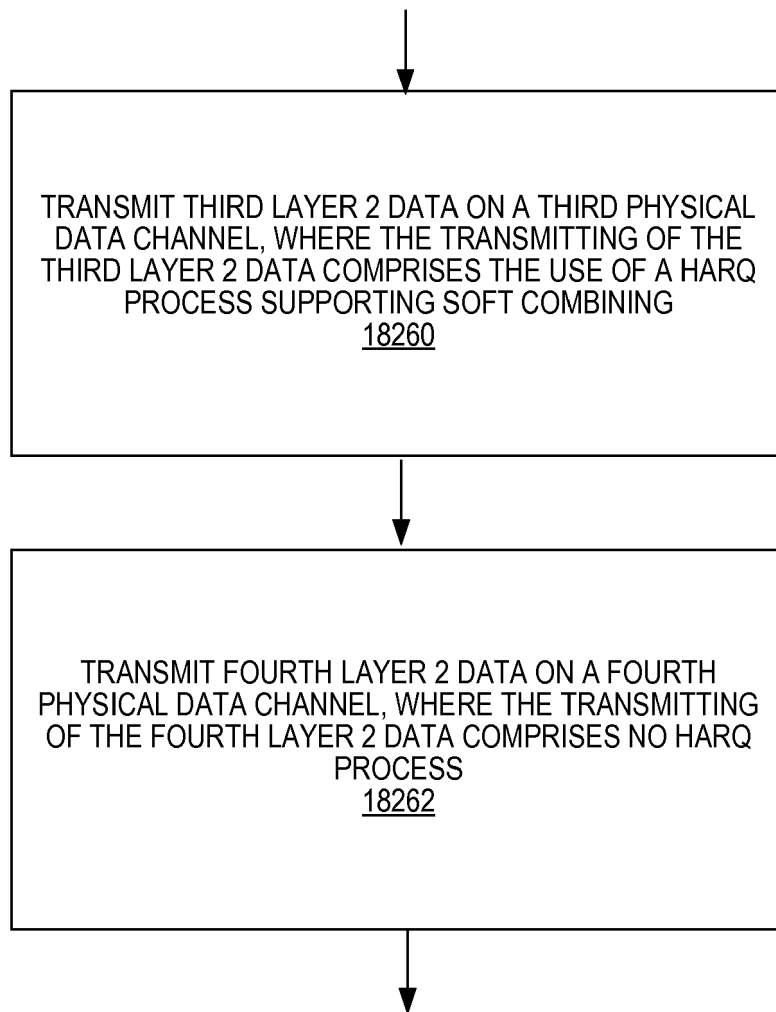 TRANSMIT THIRD LAYER 2 DATA ON A THIRD PHYSICAL
DATA CHANNEL, WHERE THE TRANSMITTING OF THE
THIRD LAYER 2 DATA COMPRISES THE USE OF A HARQ
PROCESS SUPPORTING SOFT COMBINING
18260
TRANSMIT FOURTH LAYER 2 DATA ON A FOURTH
PHYSICAL DATA CHANNEL, WHERE THE TRANSMITTING
OF THE FOURTH LAYER 2 DATA COMPRISES NO HARQ
PROCESS
18262